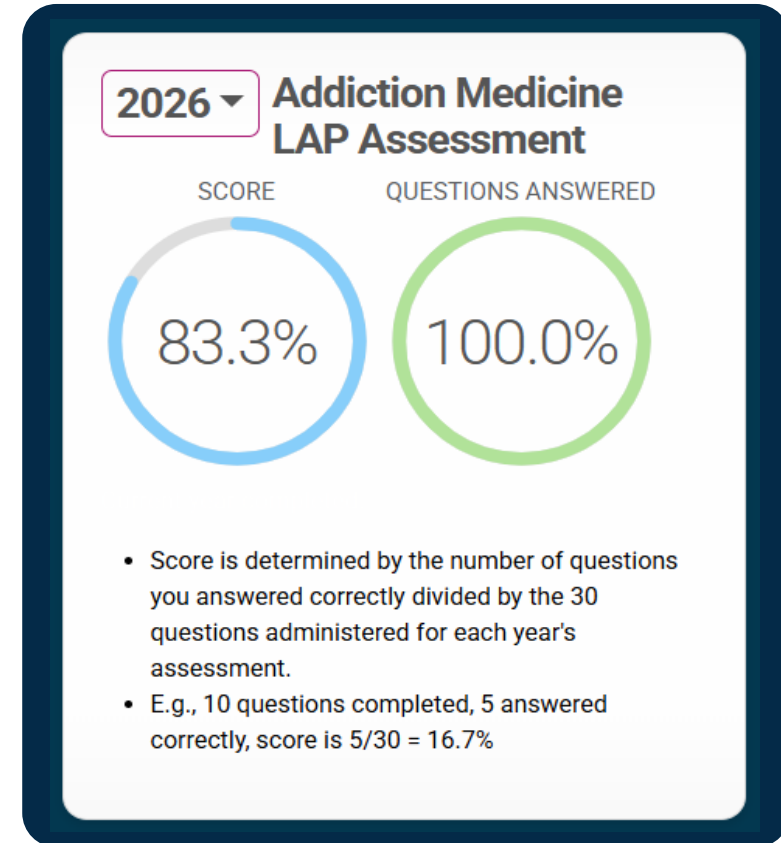 2026
Addiction Medicine
LAP Assessment
SCORE
QUESTIONS ANSWERED
83.3%
100.0%
• Score is determined by the number of questions
you answered correctly divided by the 30
questions administered for each year's
assessment.
• E.g., 10 questions completed, 5 answered
correctly, score is 5/30 = 16.7%